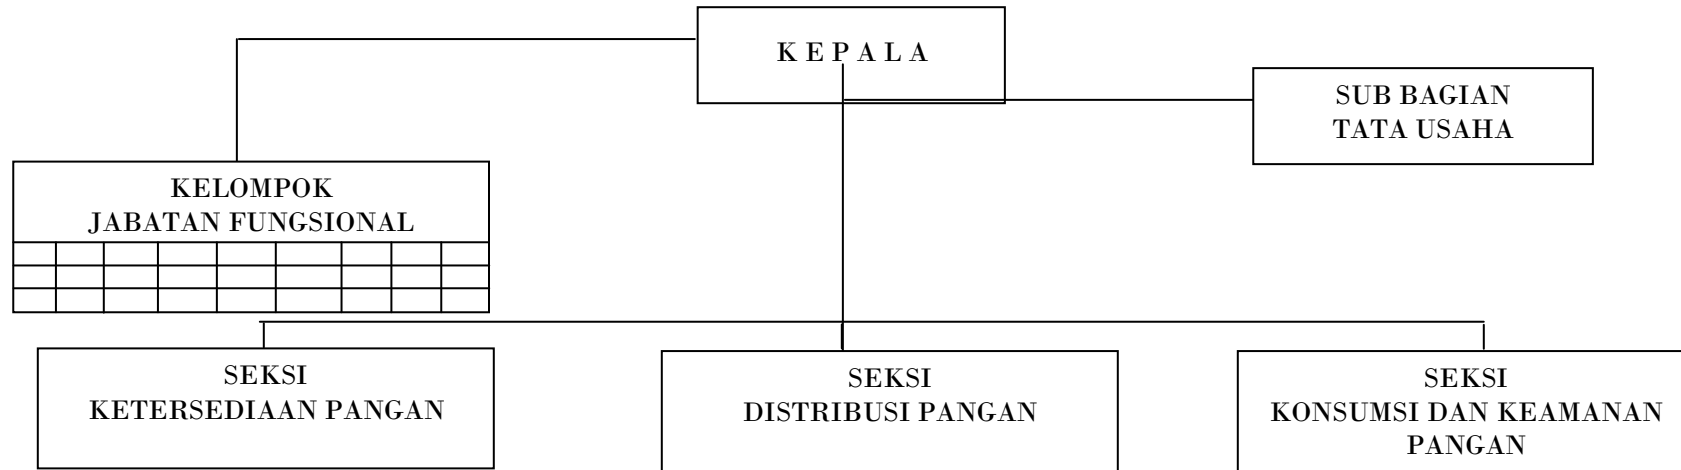 K E P A L A
SUB BAGIAN
TATA USAHA
KELOMPOK
JABATAN FUNGSIONAL
SEKSI
KETERSEDIAAN PANGAN
SEKSI
DISTRIBUSI PANGAN
SEKSI
KONSUMSI DAN KEAMANAN
PANGAN